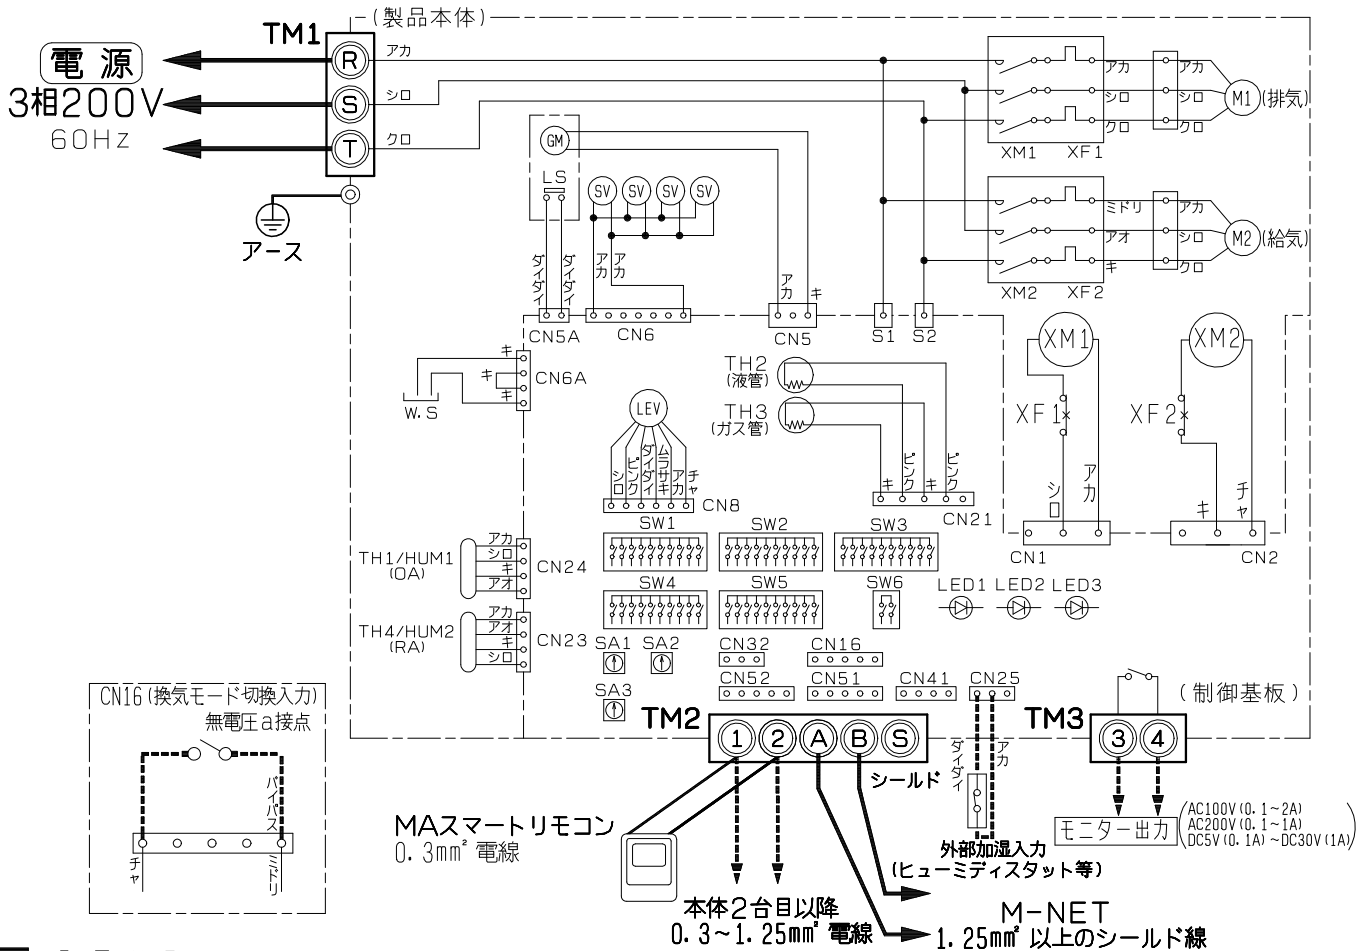 (製品本体)
TM1
電源
3相200V
60Hz
R
S
T
アカ
シロ
クロ
アース
GM
LS
SV SV SV SV
ダイダイ
ダイダイ
アカ
アカ
アカ
キ
CN5A
CN6
CN5
S1
S2
アカ
シロ
クロ
アカ
シロ
クロ
M1
(排気)
XM1
XF1
ミドリ
アオ
キ
アカ
シロ
クロ
M2
(給気)
XM2
XF2
キ
キ
キ
CN6A
W.S
TH2
(液管)
TH3
(ガス管)
LEV
シロ
ピンク
ダイダイ
ムラサキ
アカ
チャ
CN8
キ
ピンク
キ
ピンク
CN21
XM1
XF1
シロ
アカ
CN1
XM2
XF2
キ
チャ
CN2
SW1
SW2
SW3
SW4
SW5
SW6
LED1 LED2 LED3
TH1/HUM1
(OA)
アカ
シロ
キ
アオ
CN24
TH4/HUM2
(RA)
アカ
アオ
キ
シロ
CN23
SA1
SA2
SA3
CN32
CN16
CN52
CN51
CN41
CN25
(制御基板)
TM2
1
2
A
B
S
シールド
TM3
3
4
ダイダイ
アカ
CN16(換気モード切換入力)
無電圧a接点
バイパス
チャ
ミドリ
MAスマートリモコン
0.3mm² 電線
本体2台目以降
0.3~1.25mm² 電線
外部加湿入力
(ヒューミディスタット等)
M-NET
1.25mm² 以上のシールド線
モニター出力
AC100V(0.1~2A)
AC200V(0.1~1A)
DC5V(0.1A)~DC30V(1A)